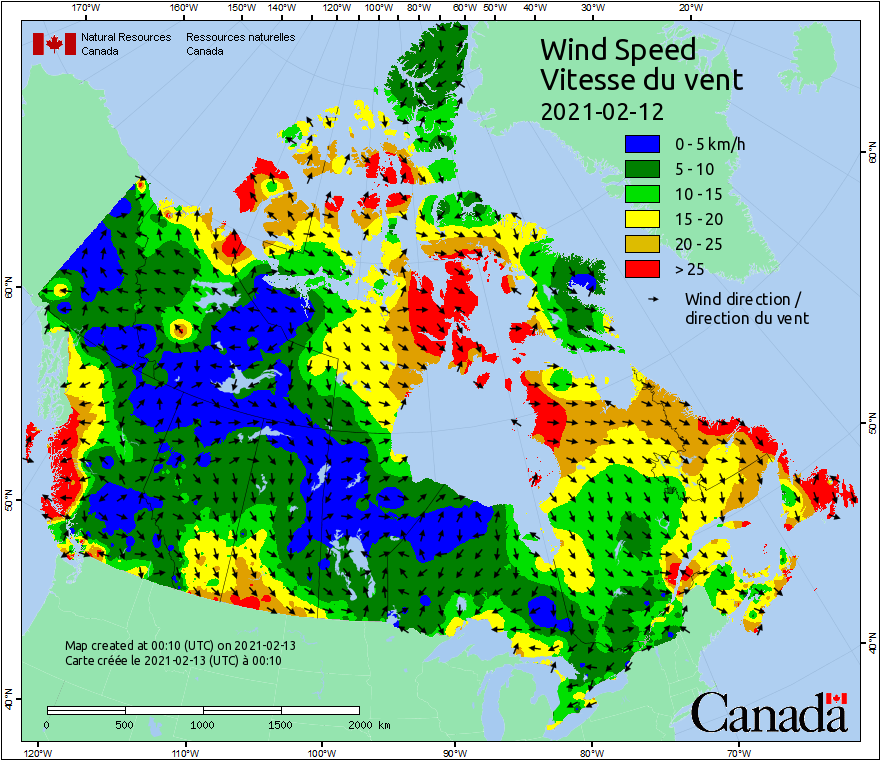 170°W 160°W 150°W 140°W 130°W 120°W 110°W 100°W 90°W 80°W 70°W 60°W 50°W 40°W 30°W 20°W
Natural Resources Canada
Ressources naturelles Canada
Wind Speed
Vitesse du vent
2021-02-12
0 - 5 km/h
5 - 10
10 - 15
15 - 20
20 - 25
> 25
Wind direction /
direction du vent
60°N
50°N
40°N
60°N
50°N
40°N
Map created at 00:10 (UTC) on 2021-02-13
Carte créée le 2021-02-13 (UTC) à 00:10
0 500 1000 1500 2000 km
Canada
120°W 110°W 100°W 90°W 80°W 70°W